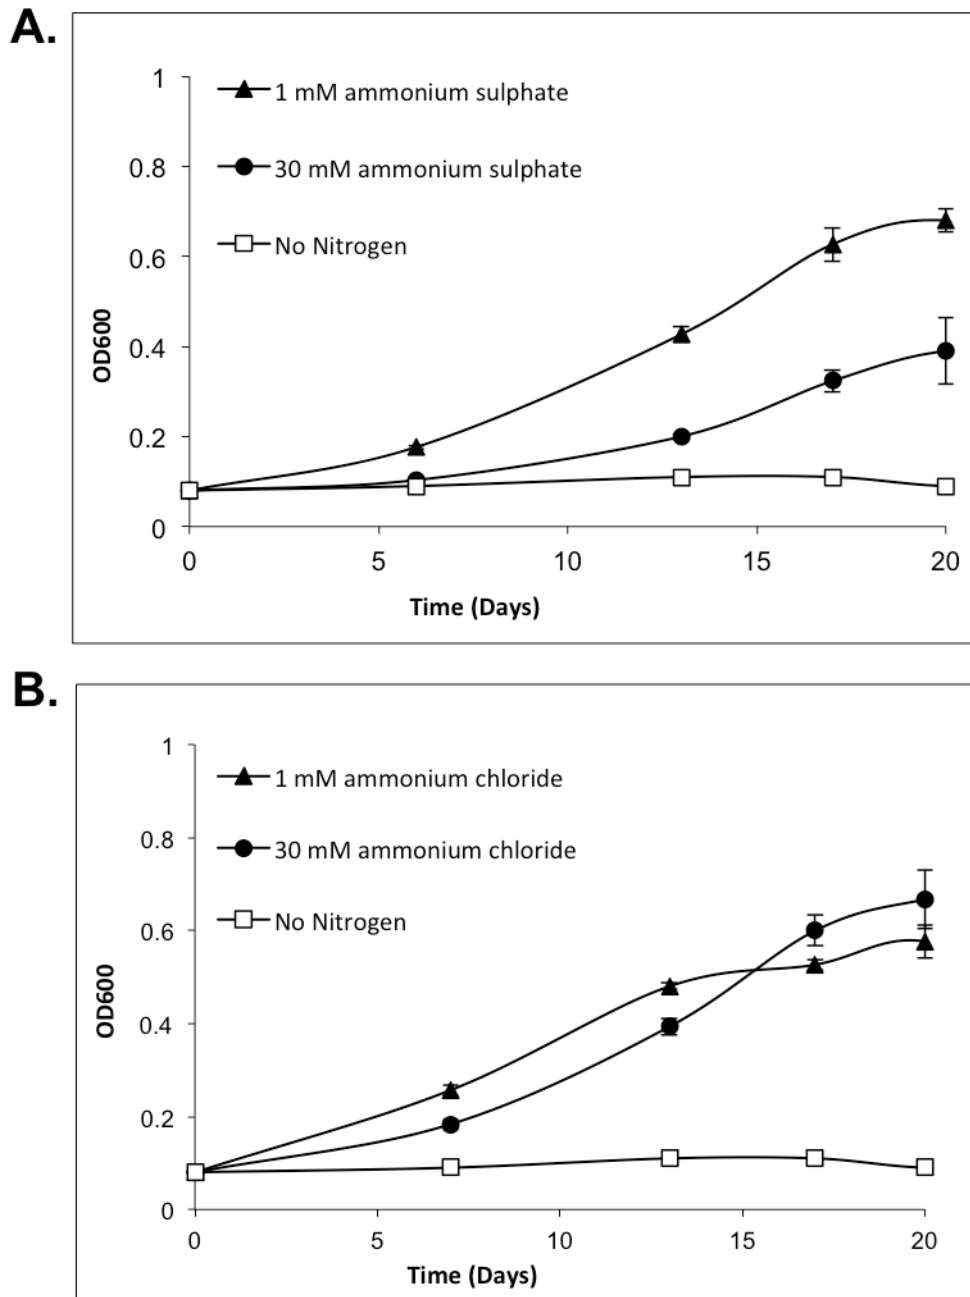 A.
1
1 mM ammonium sulphate
0.8
30 mM ammonium sulphate
No Nitrogen
0.6
OD600
0.4
0.2
0
0 5 10 15 20
Time (Days)
B.
1
1 mM ammonium chloride
0.8
30 mM ammonium chloride
0.6
No Nitrogen
OD600
0.4
0.2
0
0 5 10 15 20
Time (Days)